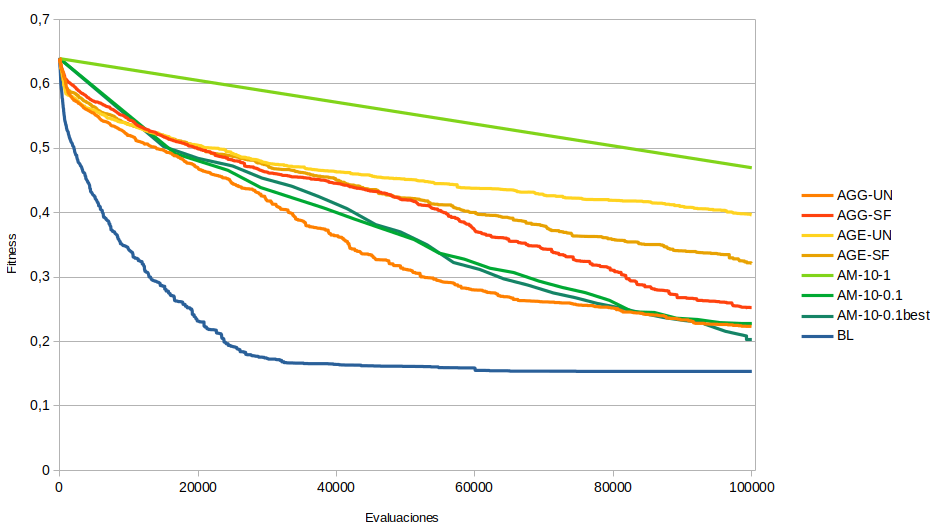 0,7
0,6
0,5
0,4
0,3
0,2
0,1
0
Fitness
0 20000 40000 60000 80000 100000
Evaluaciones
AGG-UN
AGG-SF
AGE-UN
AGE-SF
AM-10-1
AM-10-0.1
AM-10-0.1best
BL